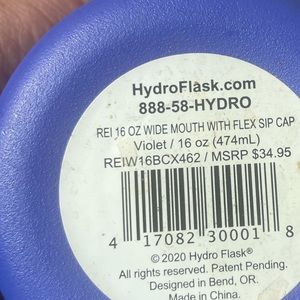 HydroFlask.com
888-58-HYDRO
REI 16 OZ WIDE MOUTH WITH FLEX SIP CAP
Violet / 16 oz (474mL)
REIW16BCX462 / MSRP $34.95
4 17082 30001 8
© 2020 Hydro Flask®
All rights reserved. Patent Pending.
Designed in Bend, OR.
Made in China.